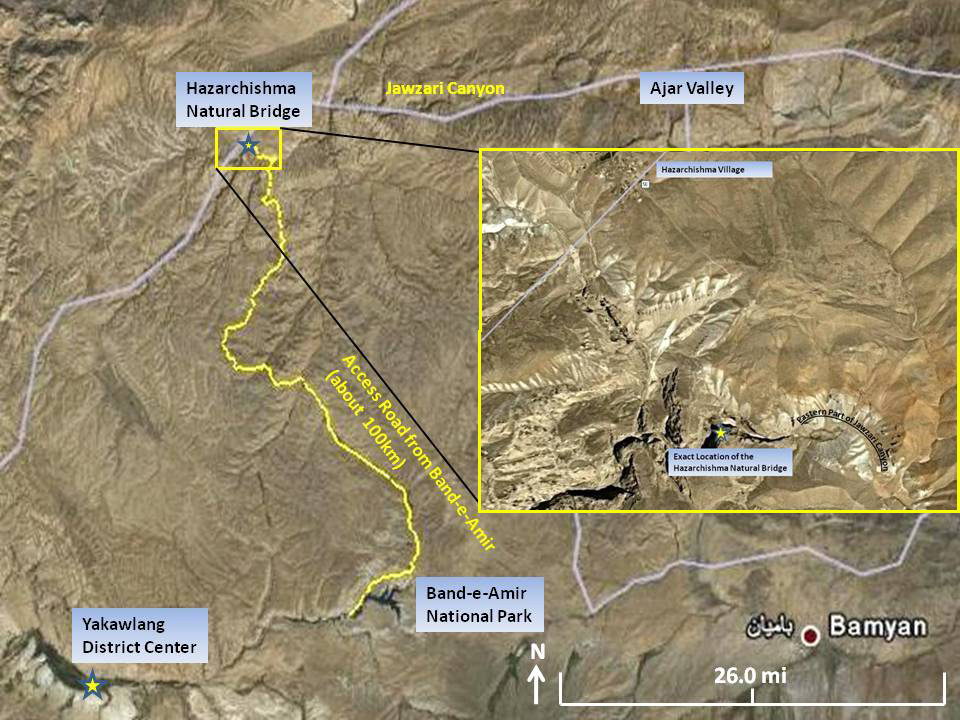 Hazarchishma
Natural Bridge
Jawzari Canyon
Ajar Valley
Hazarchishma Village
Eastern Part of Jawzari Canyon
Exact Location of the
Hazarchishma Natural Bridge
Access Road from Band-e-Amir
(about 100km)
Band-e-Amir
National Park
Yakawlang
District Center
بامیان Bamyan
N
26.0 mi